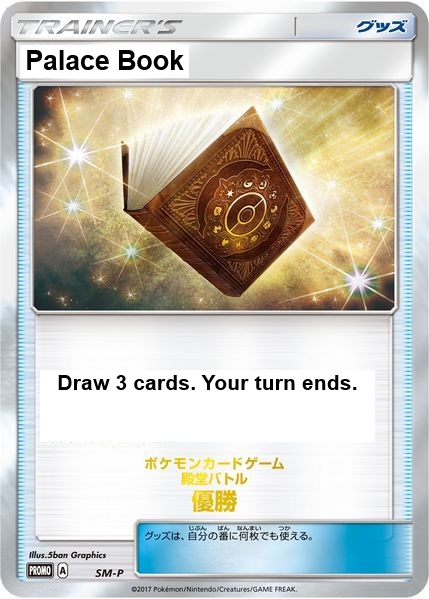 TRAINER'S
グッズ
Palace Book
Draw 3 cards. Your turn ends.
ポケモンカードゲーム
殿堂バトル
優勝
グッズは、自分の番に何枚でも使える。
Illus.5ban Graphics
PROMO A SM-P
©2017 Pokémon/Nintendo/Creatures/GAME FREAK.